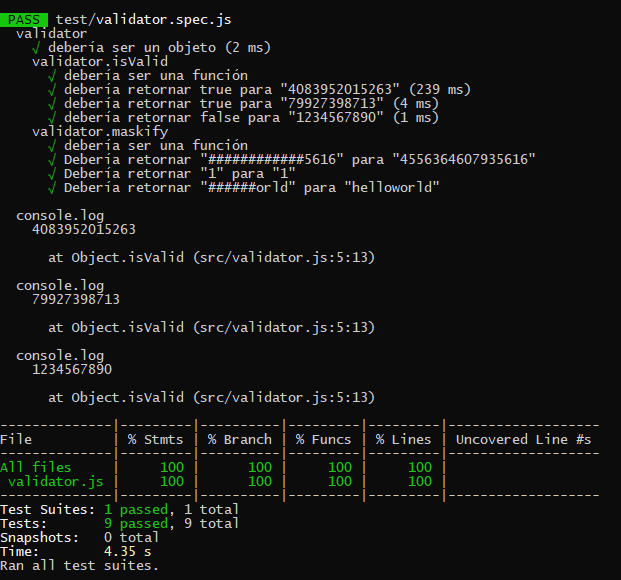 PASS test/validator.spec.js
validator
√ debería ser un objeto (2 ms)
validator.isValid
√ debería ser una función
√ debería retornar true para "4083952015263" (239 ms)
√ debería retornar true para "79927398713" (4 ms)
√ debería retornar false para "1234567890" (1 ms)
validator.maskify
√ debería ser una función
√ Debería retornar "############5616" para "4556364607935616"
√ Debería retornar "1" para "1"
√ Debería retornar "######orld" para "helloworld"
console.log
4083952015263
at Object.isValid (src/validator.js:5:13)
console.log
79927398713
at Object.isValid (src/validator.js:5:13)
console.log
1234567890
at Object.isValid (src/validator.js:5:13)
--------------|---------|----------|---------|---------|-------------------
File          | % Stmts | % Branch | % Funcs | % Lines | Uncovered Line #s
--------------|---------|----------|---------|---------|-------------------
All files     |     100 |      100 |     100 |     100 |
validator.js |     100 |      100 |     100 |     100 |
--------------|---------|----------|---------|---------|-------------------
Test Suites: 1 passed, 1 total
Tests:       9 passed, 9 total
Snapshots:   0 total
Time:        4.35 s
Ran all test suites.